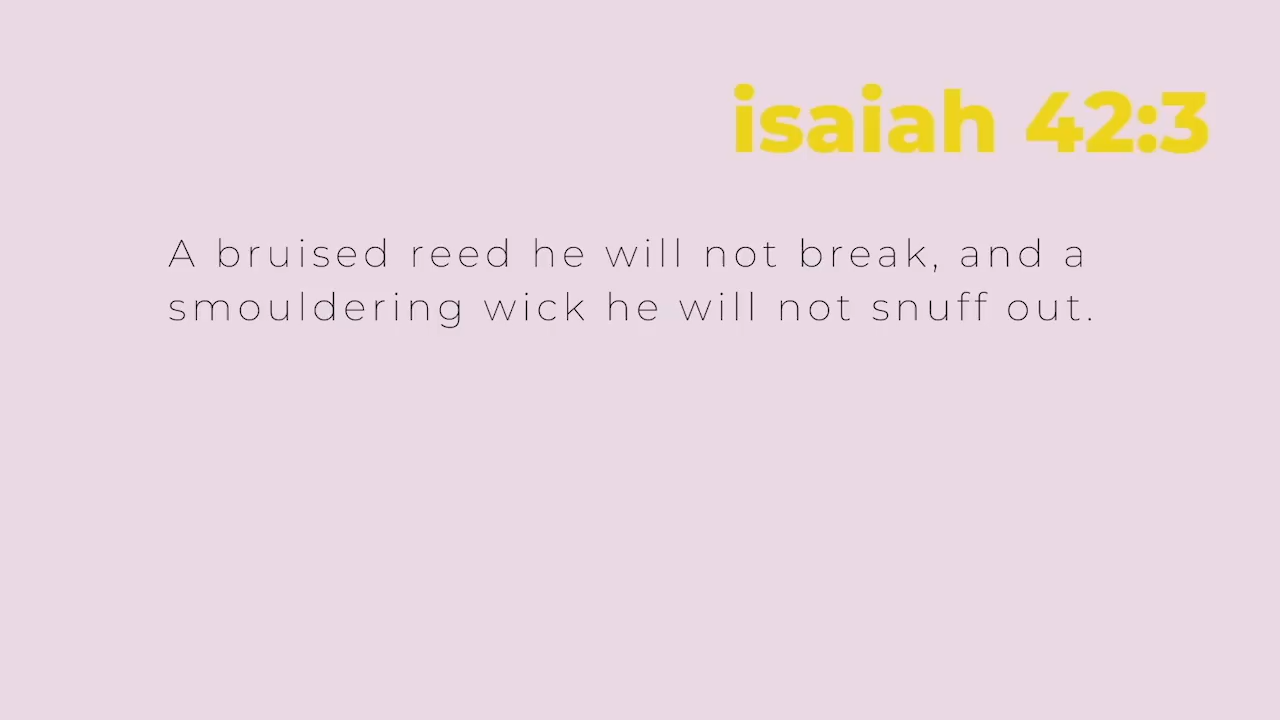 isaiah 42:3
A bruised reed he will not break, and a
smouldering wick he will not snuff out.